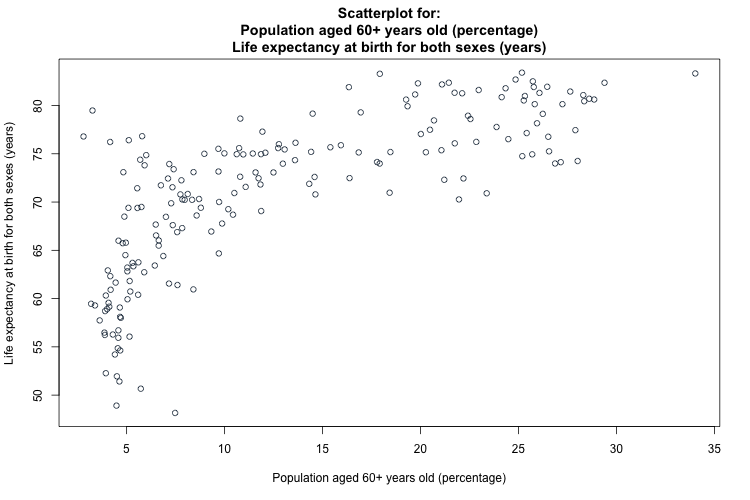 Scatterplot for:
Population aged 60+ years old (percentage)
Life expectancy at birth for both sexes (years)
Life expectancy at birth for both sexes (years)
80
75
70
65
60
55
50
5 10 15 20 25 30 35
Population aged 60+ years old (percentage)